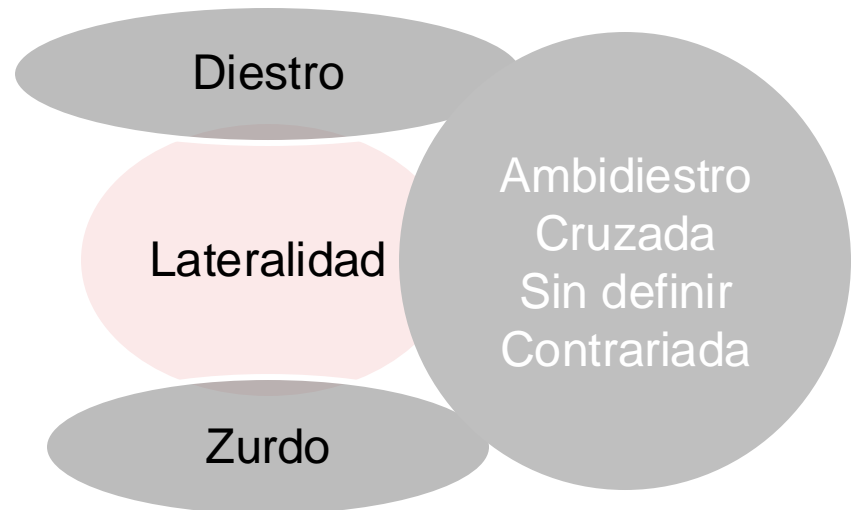 Diestro
Lateralidad
Zurdo
Ambidiestro
Cruzada
Sin definir
Contrariada